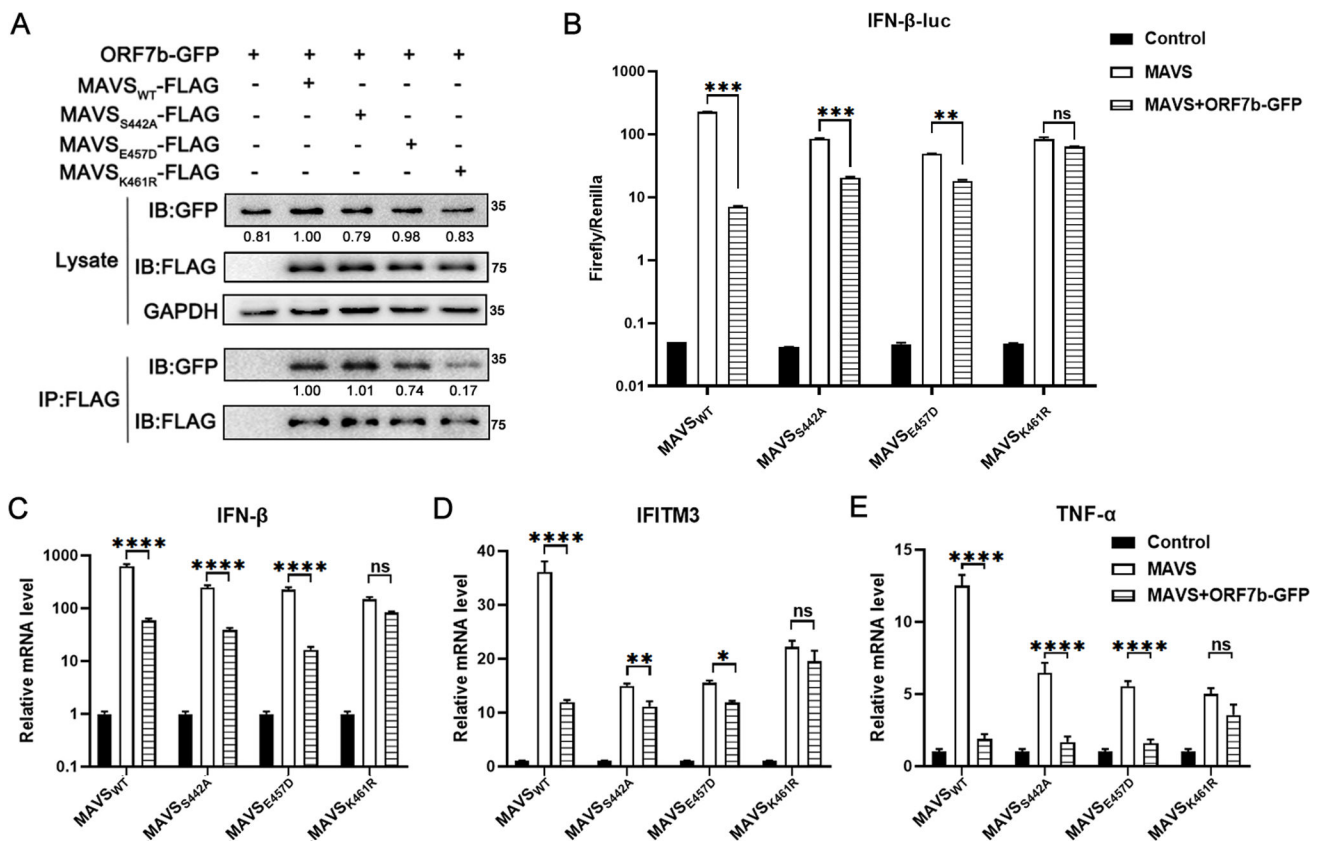 A
ORF7b-GFP + + + + +
MAVSWT-FLAG - + - - -
MAVSS442A-FLAG - - + - -
MAVSE457D-FLAG - - - + -
MAVSK461R-FLAG - - - - +
Lysate
IB:GFP 35
0.81 1.00 0.79 0.98 0.83
IB:FLAG 75
GAPDH 35
IP:FLAG
IB:GFP 35
1.00 1.01 0.74 0.17
IB:FLAG 75
B
IFN-β-luc
Control
MAVS
MAVS+ORF7b-GFP
Firefly/Renilla
1000
100
10
1
0.1
0.01
*** *** ** ns
MAVSWT MAVSS442A MAVSE457D MAVSK461R
C
IFN-β
Relative mRNA level
1000
100
10
1
0.1
**** **** **** ns
MAVSWT MAVSS442A MAVSE457D MAVSK461R
D
IFITM3
Relative mRNA level
40
30
20
10
0
**** ** * ns
MAVSWT MAVSS442A MAVSE457D MAVSK461R
E
TNF-α
Control
MAVS
MAVS+ORF7b-GFP
Relative mRNA level
15
10
5
0
**** **** **** ns
MAVSWT MAVSS442A MAVSE457D MAVSK461R